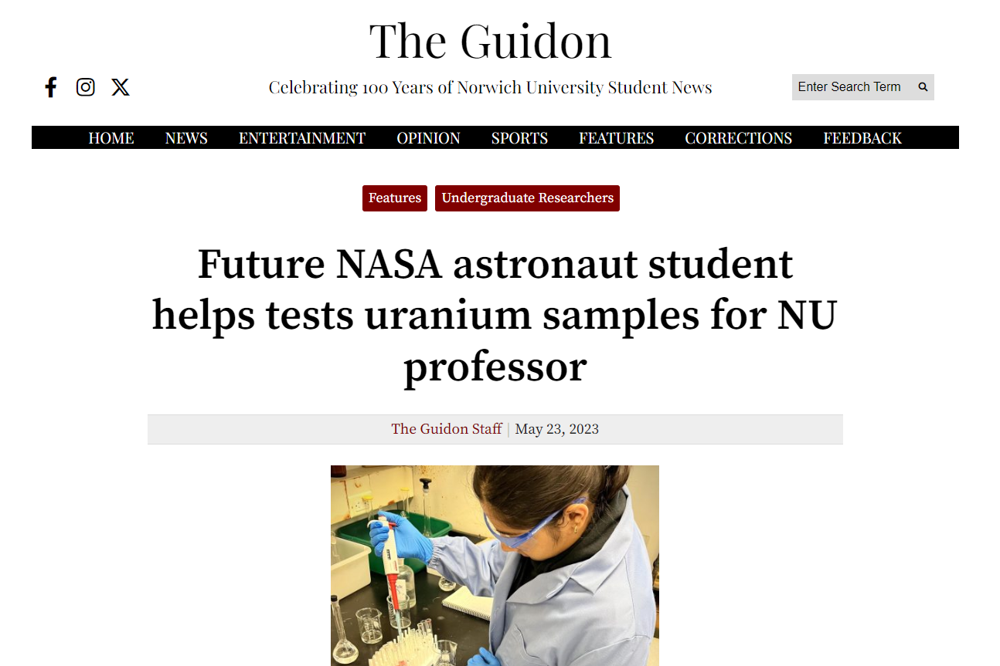 The Guidon
Celebrating 100 Years of Norwich University Student News
Enter Search Term
HOME NEWS ENTERTAINMENT OPINION SPORTS FEATURES CORRECTIONS FEEDBACK
Features Undergraduate Researchers
Future NASA astronaut student
helps tests uranium samples for NU
professor
The Guidon Staff | May 23, 2023